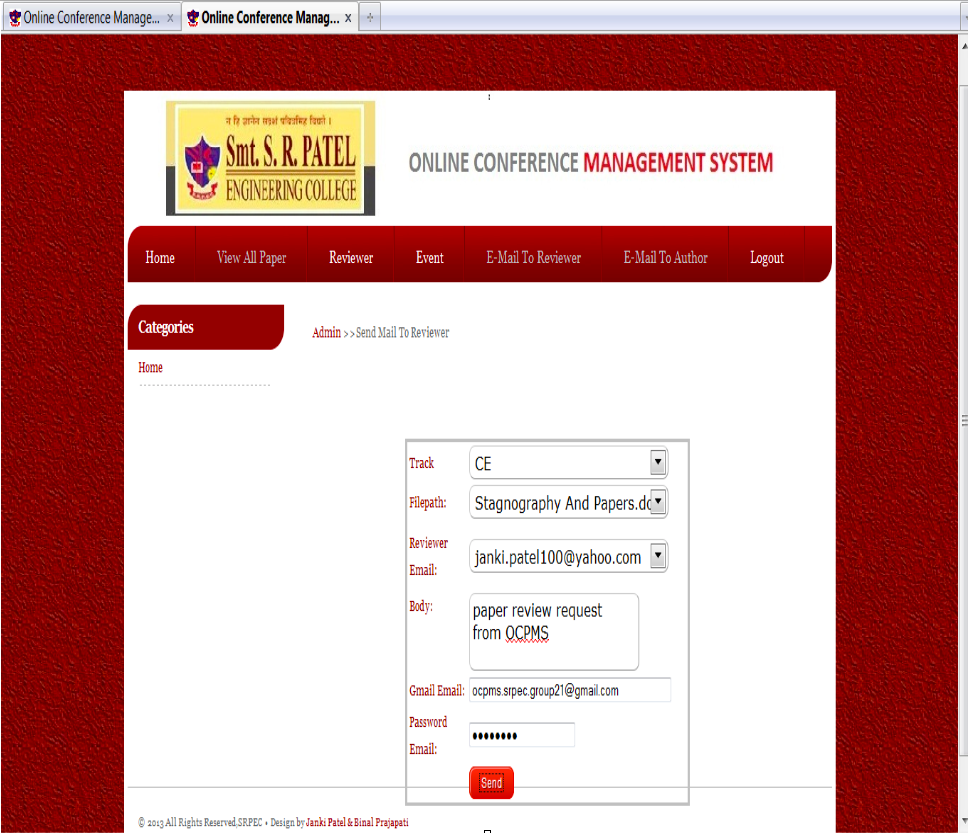 Online Conference Manage... x
Online Conference Manag... x
न हि ज्ञानेन सदृशं पवित्रमिह विद्यते ।
Smt. S. R. PATEL
ENGINEERING COLLEGE
ONLINE CONFERENCE MANAGEMENT SYSTEM
Home View All Paper Reviewer Event E-Mail To Reviewer E-Mail To Author Logout
Categories
Admin >>Send Mail To Reviewer
Home
Track CE
Filepath: Stagnography And Papers.do
Reviewer Email: janki.patel100@yahoo.com
Body: paper review request
from OCPMS
Gmail Email: ocpms.srpec.group21@gmail.com
Password
Email: ••••••••
Send
© 2013 All Rights Reserved,SRPEC • Design by Janki Patel & Binal Prajapati